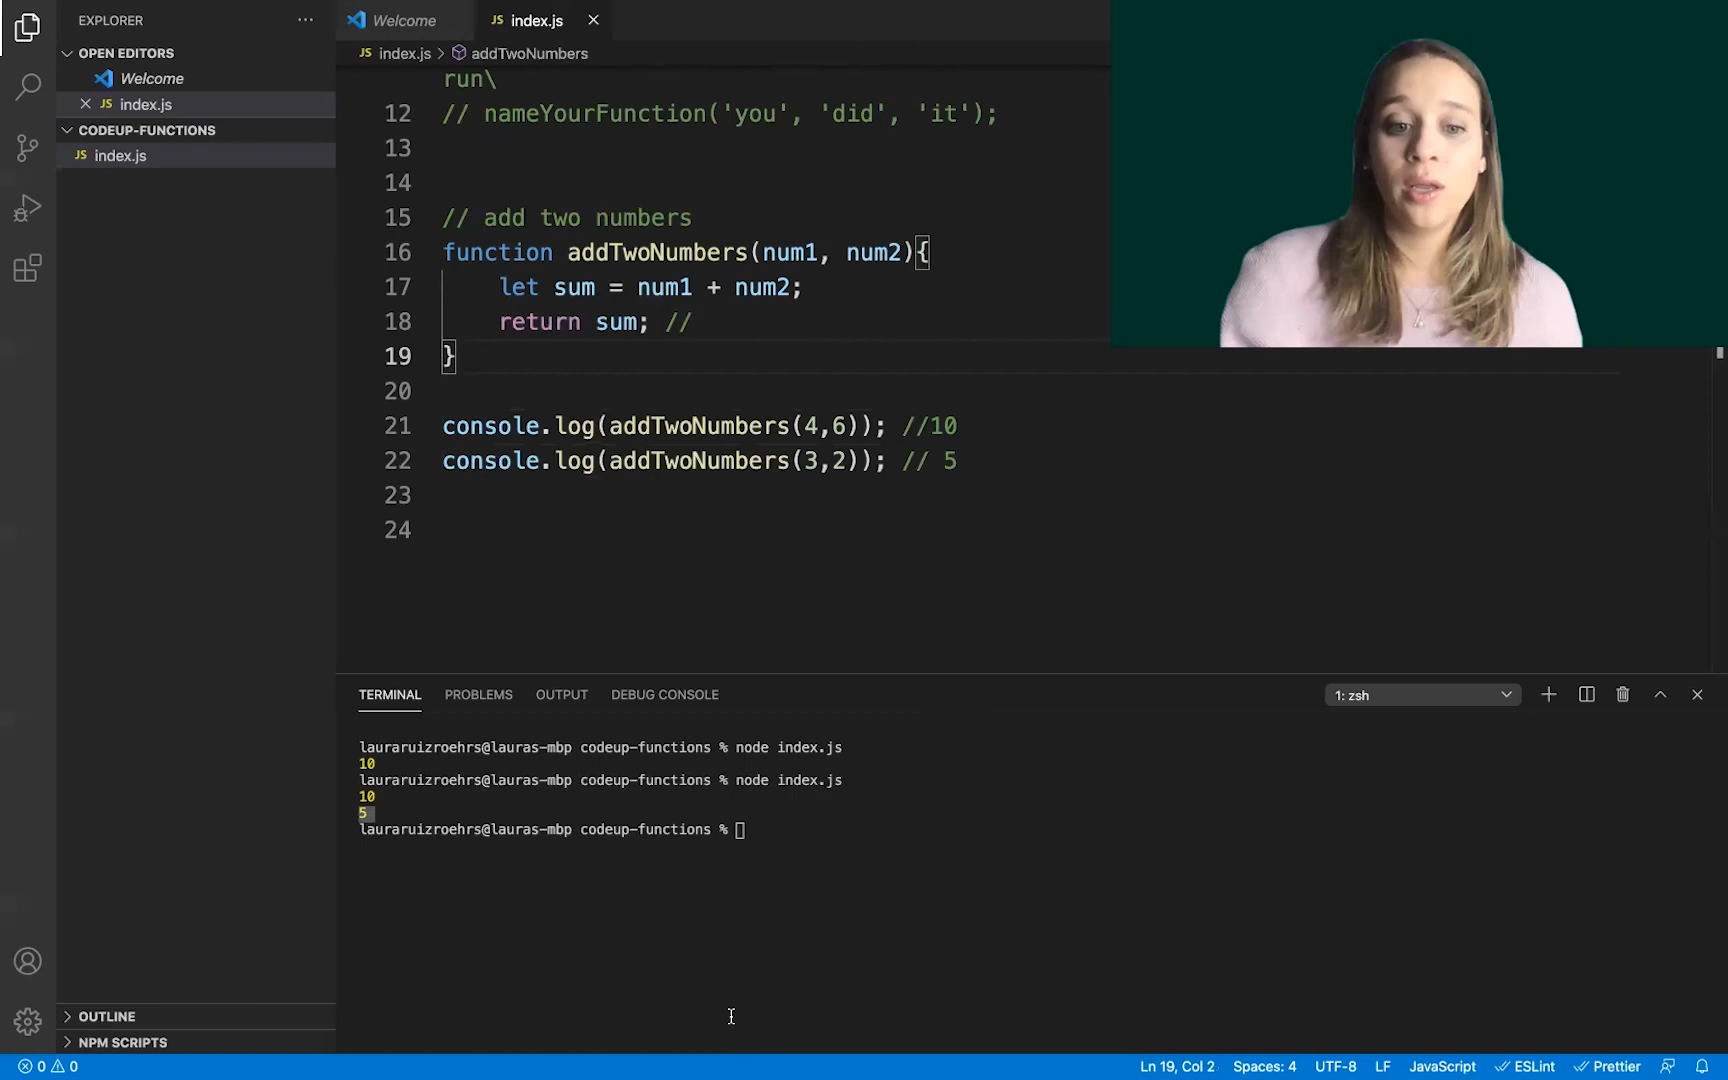 EXPLORER
OPEN EDITORS
Welcome
JS index.js
CODEUP-FUNCTIONS
JS index.js
OUTLINE
NPM SCRIPTS
Welcome
JS index.js
JS index.js > addTwoNumbers
run\
12 // nameYourFunction('you', 'did', 'it');
13
14
15 // add two numbers
16 function addTwoNumbers(num1, num2){
17 let sum = num1 + num2;
18 return sum; //
19 }
20
21 console.log(addTwoNumbers(4,6)); //10
22 console.log(addTwoNumbers(3,2)); // 5
23
24
TERMINAL PROBLEMS OUTPUT DEBUG CONSOLE 1: zsh
lauraruizroehrs@lauras-mbp codeup-functions % node index.js
10
lauraruizroehrs@lauras-mbp codeup-functions % node index.js
10
5
lauraruizroehrs@lauras-mbp codeup-functions %
0 0 Ln 19, Col 2 Spaces: 4 UTF-8 LF JavaScript ESLint Prettier